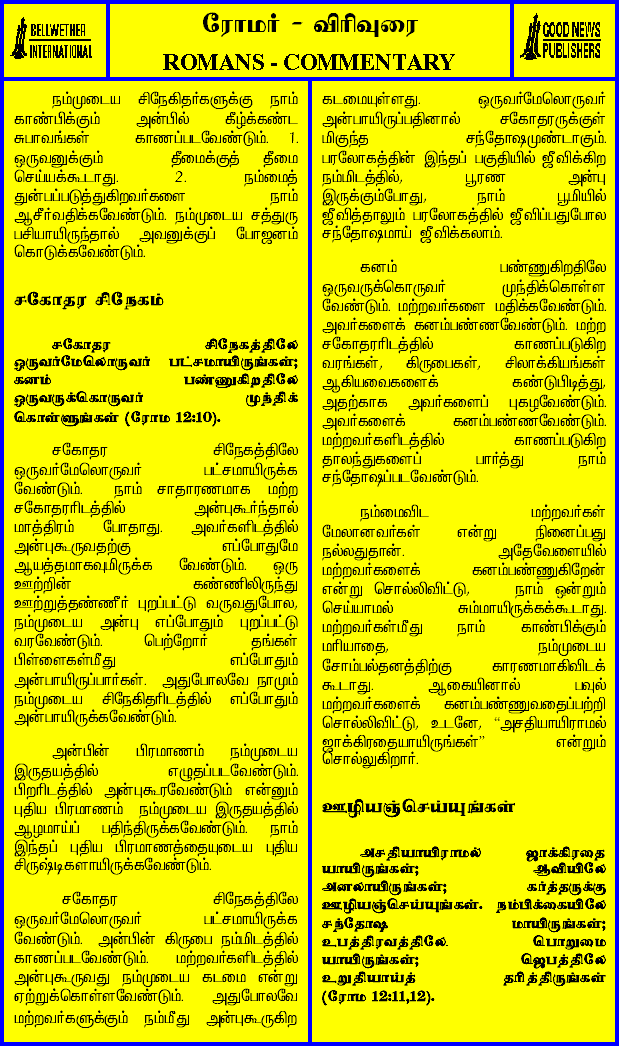 BELLWETHER
INTERNATIONAL
ரோமர் - விரிவுரை
ROMANS - COMMENTARY
GOOD NEWS
PUBLISHERS
நம்முடைய சிநேகிதர்களுக்கு நாம்
காண்பிக்கும் அன்பில் கீழ்க்கண்ட
சுபாவங்கள் காணப்படவேண்டும். 1.
ஒருவனுக்கும் தீமைக்குத் தீமை
செய்யக்கூடாது. 2. நம்மைத்
துன்பப்படுத்துகிறவர்களை நாம்
ஆசீர்வதிக்கவேண்டும். நம்முடைய சத்துரு
பசியாயிருந்தால் அவனுக்குப் போஜனம்
கொடுக்கவேண்டும்.
சகோதர சிநேகம்
சகோதர சிநேகத்திலே
ஒருவர்மேலொருவர் பட்சமாயிருங்கள்;
கனம் பண்ணுகிறதிலே
ஒருவருக்கொருவர் முந்திக்
கொள்ளுங்கள் (ரோம 12:10).
சகோதர சிநேகத்திலே
ஒருவர்மேலொருவர் பட்சமாயிருக்க
வேண்டும். நாம் சாதாரணமாக மற்ற
சகோதரரிடத்தில் அன்புகூர்ந்தால்
மாத்திரம் போதாது. அவர்களிடத்தில்
அன்புகூருவதற்கு எப்போதுமே
ஆயத்தமாகவுமிருக்க வேண்டும். ஒரு
ஊற்றின் கண்ணிலிருந்து
ஊற்றுத்தண்ணீர் புறப்பட்டு வருவதுபோல,
நம்முடைய அன்பு எப்போதும் புறப்பட்டு
வரவேண்டும். பெற்றோர் தங்கள்
பிள்ளைகள்மீது எப்போதும்
அன்பாயிருப்பார்கள். அதுபோலவே நாமும்
நம்முடைய சிநேகிதரிடத்தில் எப்போதும்
அன்பாயிருக்கவேண்டும்.
அன்பின் பிரமாணம் நம்முடைய
இருதயத்தில் எழுதப்படவேண்டும்.
பிறரிடத்தில் அன்புகூரவேண்டும் என்னும்
புதிய பிரமாணம் நம்முடைய இருதயத்தில்
ஆழமாய்ப் பதிந்திருக்கவேண்டும். நாம்
இந்தப் புதிய பிரமாணத்தையுடைய புதிய
சிருஷ்டிகளாயிருக்கவேண்டும்.
சகோதர சிநேகத்திலே
ஒருவர்மேலொருவர் பட்சமாயிருக்க
வேண்டும். அன்பின் கிருபை நம்மிடத்தில்
காணப்படவேண்டும். மற்றவர்களிடத்தில்
அன்புகூருவது நம்முடைய கடமை என்று
ஏற்றுக்கொள்ளவேண்டும். அதுபோலவே
மற்றவர்களுக்கும் நம்மீது அன்புகூருகிற
கடமையுள்ளது. ஒருவர்மேலொருவர்
அன்பாயிருப்பதினால் சகோதரருக்குள்
மிகுந்த சந்தோஷமுண்டாகும்.
பரலோகத்தின் இந்தப் பகுதியில் ஜீவிக்கிற
நம்மிடத்தில், பூரண அன்பு
இருக்கும்போது, நாம் பூமியில்
ஜீவித்தாலும் பரலோகத்தில் ஜீவிப்பதுபோல
சந்தோஷமாய் ஜீவிக்கலாம்.
கனம் பண்ணுகிறதிலே
ஒருவருக்கொருவர் முந்திக்கொள்ள
வேண்டும். மற்றவர்களை மதிக்கவேண்டும்.
அவர்களைக் கனம்பண்ணவேண்டும். மற்ற
சகோதரரிடத்தில் காணப்படுகிற
வரங்கள், கிருபைகள், சிலாக்கியங்கள்
ஆகியவைகளைக் கண்டுபிடித்து,
அதற்காக அவர்களைப் புகழவேண்டும்.
அவர்களைக் கனம்பண்ணவேண்டும்.
மற்றவர்களிடத்தில் காணப்படுகிற
தாலந்துகளைப் பார்த்து நாம்
சந்தோஷப்படவேண்டும்.
நம்மைவிட மற்றவர்கள்
மேலானவர்கள் என்று நினைப்பது
நல்லதுதான். அதேவேளையில்
மற்றவர்களைக் கனம்பண்ணுகிறேன்
என்று சொல்லிவிட்டு, நாம் ஒன்றும்
செய்யாமல் சும்மாயிருக்கக்கூடாது.
மற்றவர்கள்மீது நாம் காண்பிக்கும்
மரியாதை, நம்முடைய
சோம்பல்தனத்திற்கு காரணமாகிவிடக்
கூடாது. ஆகையினால் பவுல்
மற்றவர்களைக் கனம்பண்ணுவதைப்பற்றி
சொல்லிவிட்டு, உடனே, “அசதியாயிராமல்
ஜாக்கிரதையாயிருங்கள்” என்றும்
சொல்லுகிறார்.
ஊழியஞ்செய்யுங்கள்
அசதியாயிராமல் ஜாக்கிரதை
யாயிருங்கள்; ஆவியிலே
அனலாயிருங்கள்; கர்த்தருக்கு
ஊழியஞ்செய்யுங்கள். நம்பிக்கையிலே
சந்தோஷ மாயிருங்கள்;
உபத்திரவத்திலே. பொறுமை
யாயிருங்கள்; ஜெபத்திலே
உறுதியாய்த் தரித்திருங்கள்
(ரோம 12:11,12).